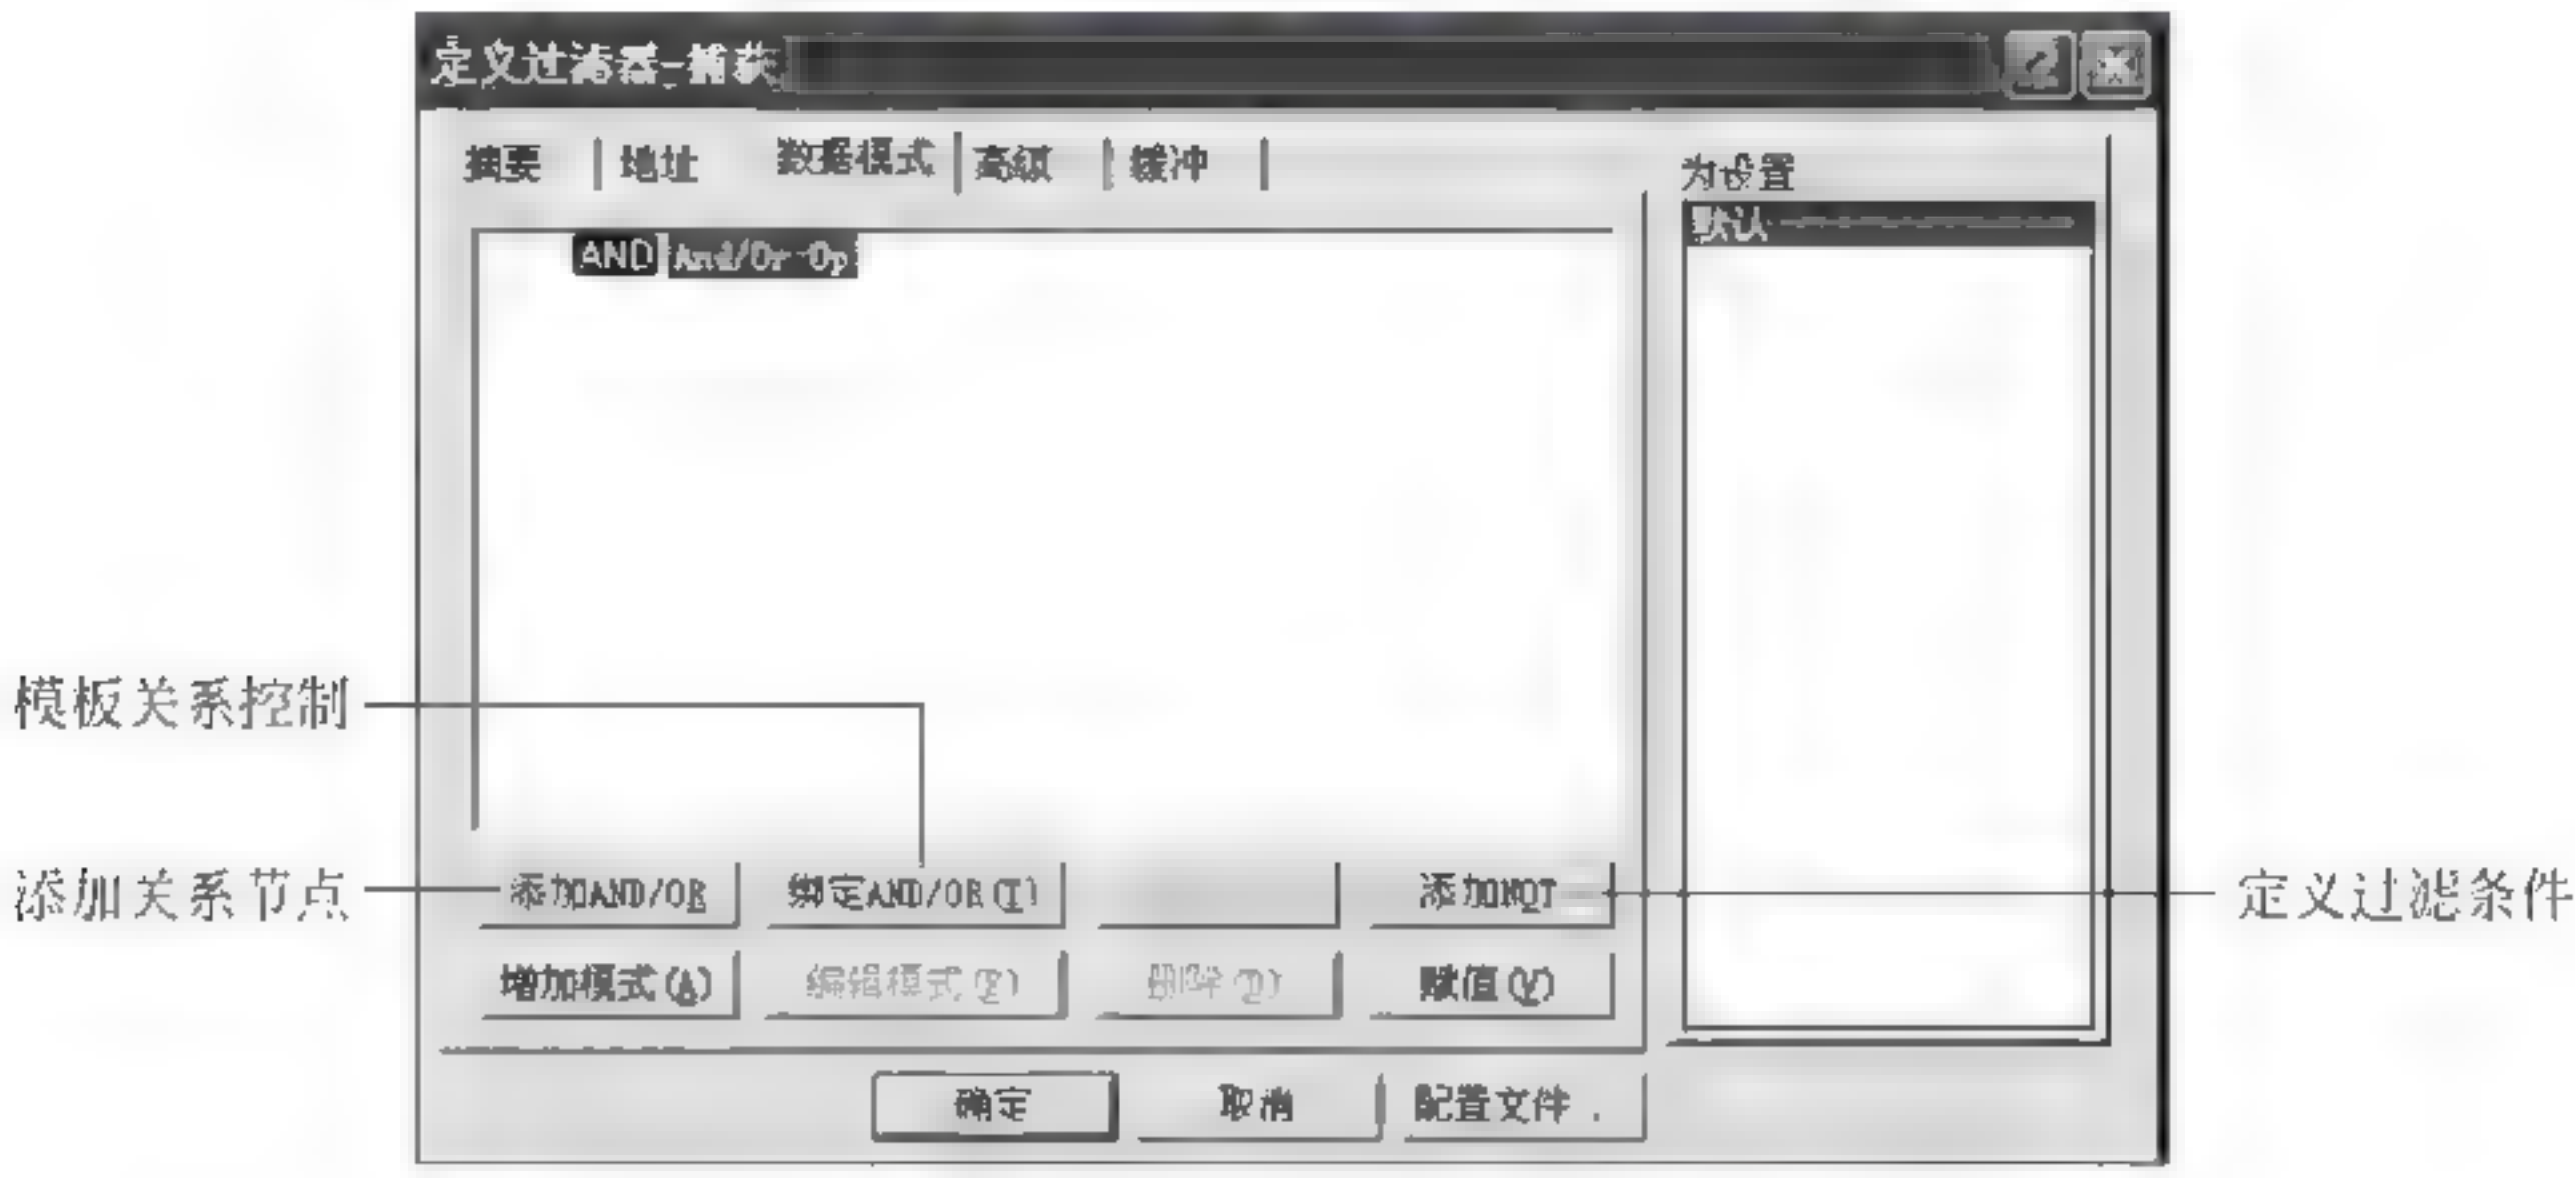 定义过滤器-捕获
摘要 地址 数据模式 高级 缓冲
为设置
默认
AND And/Or Op
模板关系控制
添加关系节点
添加AND/OR 绑定AND/OR(T) 添加NOT
定义过滤条件
增加模式(A) 编辑模式(E) 删除(D) 赋值(V)
确定 取消 配置文件.